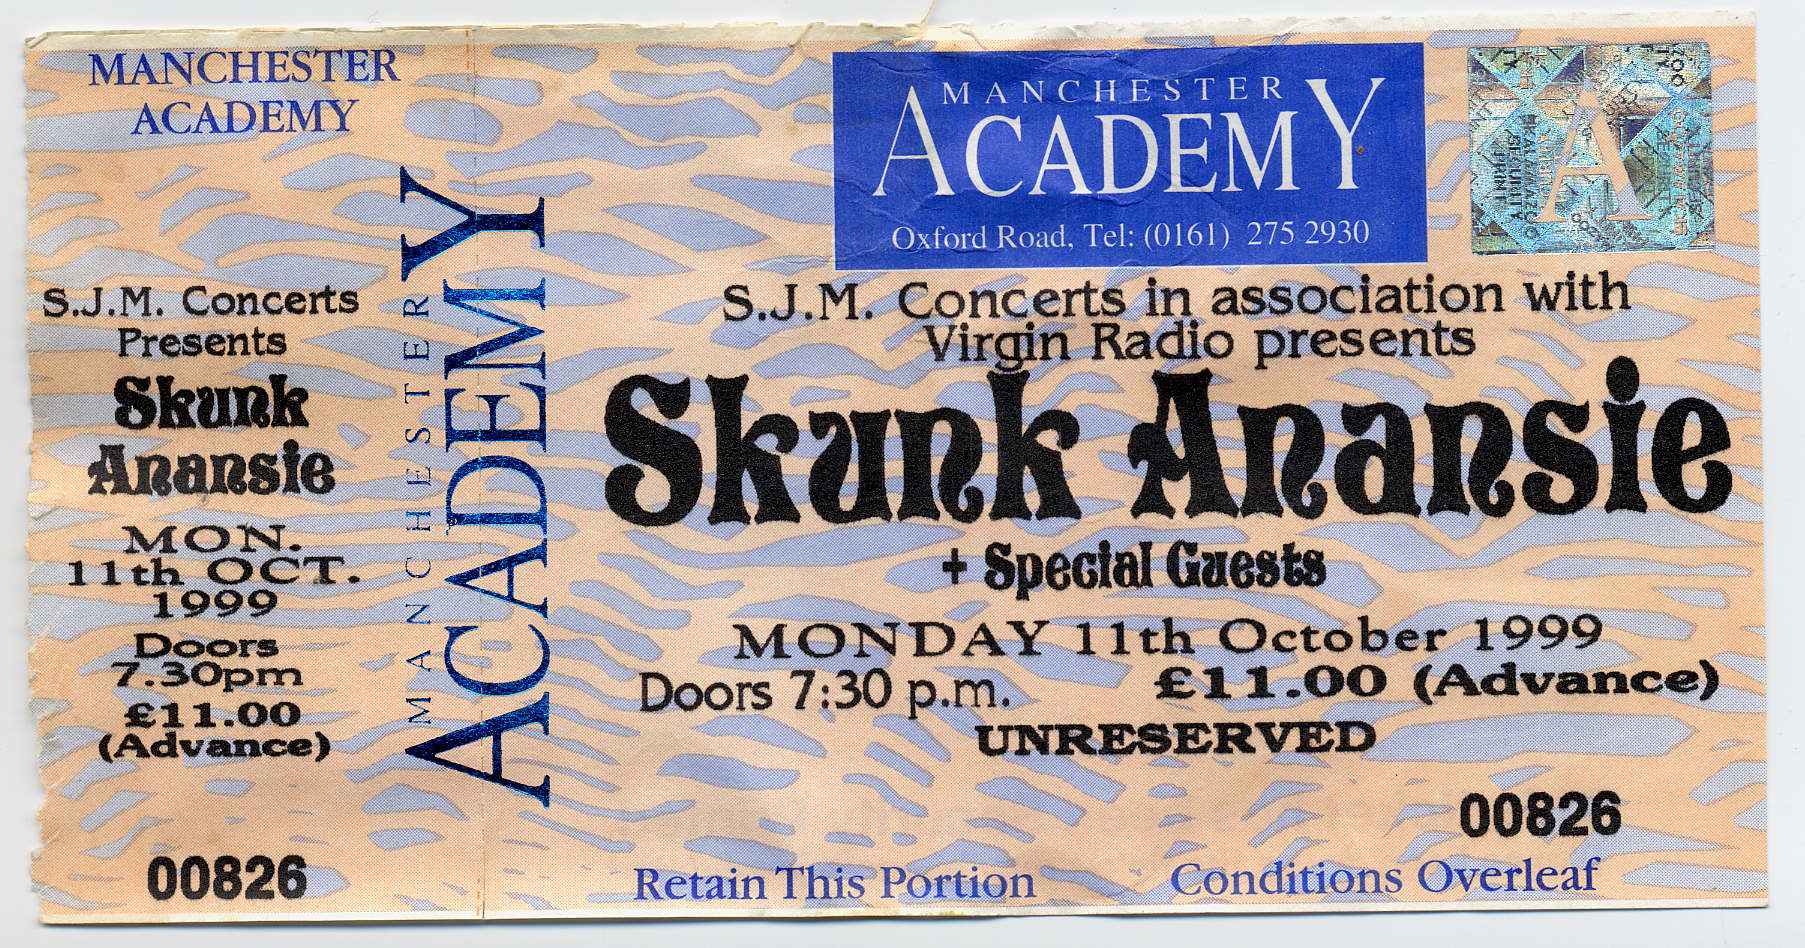 MANCHESTER
ACADEMY
S.J.M. Concerts
Presents
Skunk
Anansie
MON.
11th OCT.
1999
Doors
7.30pm
£11.00
(Advance)
00826
MANCHESTER
ACADEMY
MANCHESTER
ACADEMY
Oxford Road, Tel: (0161) 275 2930
S.J.M. Concerts in association with
Virgin Radio presents
Skunk Anansie
+ Special Guests
MONDAY 11th October 1999
Doors 7:30 p.m. £11.00 (Advance)
UNRESERVED
00826
Retain This Portion Conditions Overleaf
A